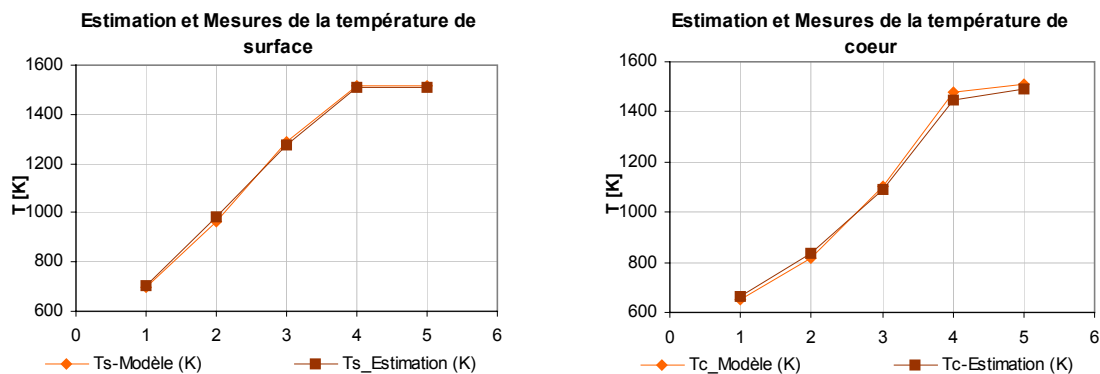 Estimation et Mesures de la température de
surface
T [K]
1600
1400
1200
1000
800
600
0 1 2 3 4 5 6
Ts-Modèle (K) Ts_Estimation (K)
Estimation et Mesures de la température de
coeur
T [K]
1600
1400
1200
1000
800
600
0 1 2 3 4 5 6
Tc_Modèle (K) Tc-Estimation (K)